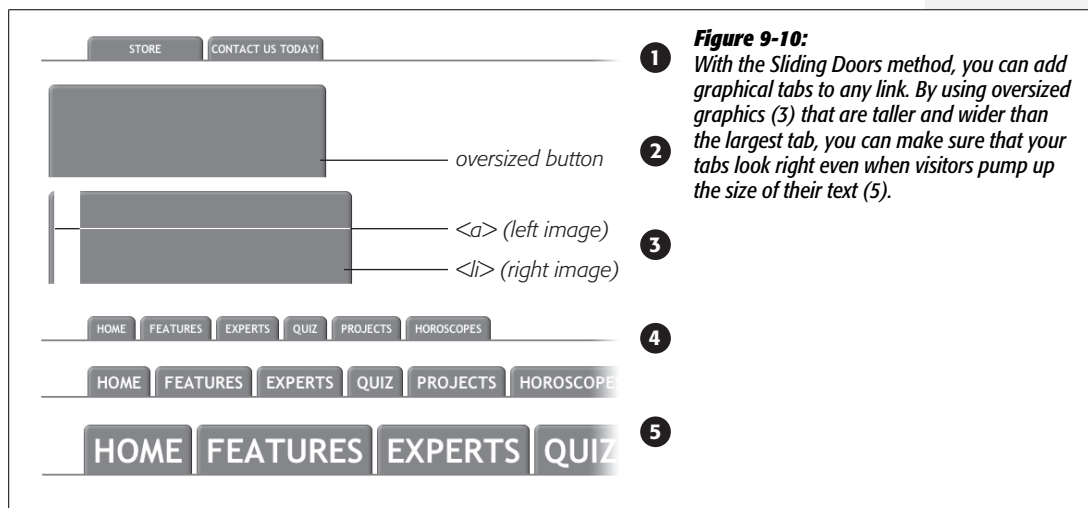 STORE
CONTACT US TODAY!
1
oversized button
2
<a> (left image)
<li> (right image)
3
HOME
FEATURES
EXPERTS
QUIZ
PROJECTS
HOROSCOPES
4
HOME
FEATURES
EXPERTS
QUIZ
PROJECTS
HOROSCOPE
HOME
FEATURES
EXPERTS
QUIZ
5
Figure 9-10:
With the Sliding Doors method, you can add
graphical tabs to any link. By using oversized
graphics (3) that are taller and wider than
the largest tab, you can make sure that your
tabs look right even when visitors pump up
the size of their text (5).